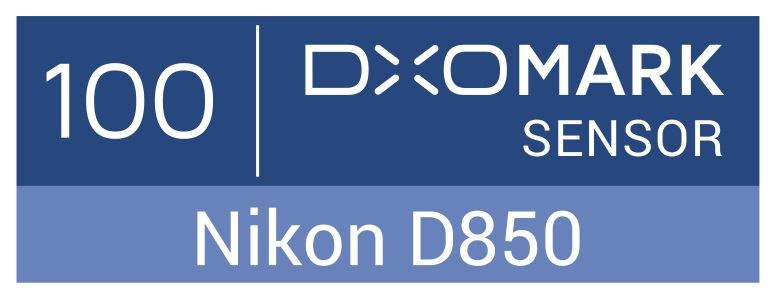 100
DXOMARK
SENSOR
Nikon D850